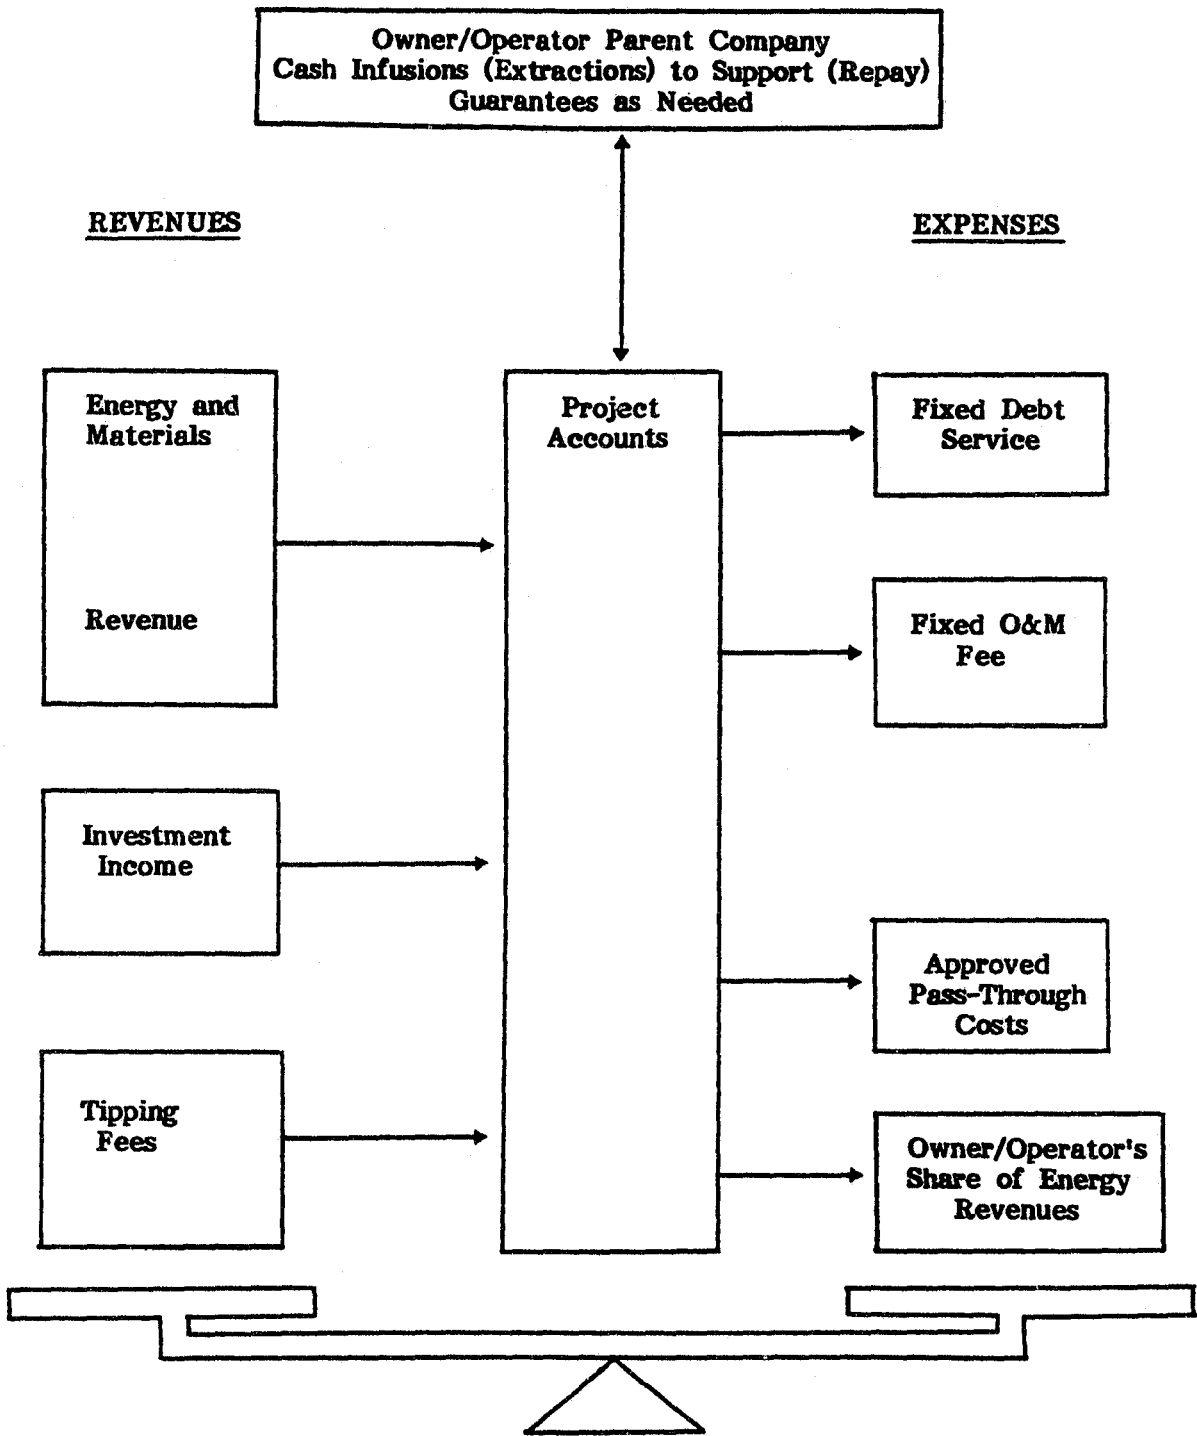 Owner/Operator Parent Company
Cash Infusions (Extractions) to Support (Repay)
Guarantees as Needed
REVENUES
EXPENSES
Energy and
Materials
Revenue
Investment
Income
Tipping
Fees
Project
Accounts
Fixed Debt
Service
Fixed O&M
Fee
Approved
Pass-Through
Costs
Owner/Operator's
Share of Energy
Revenues